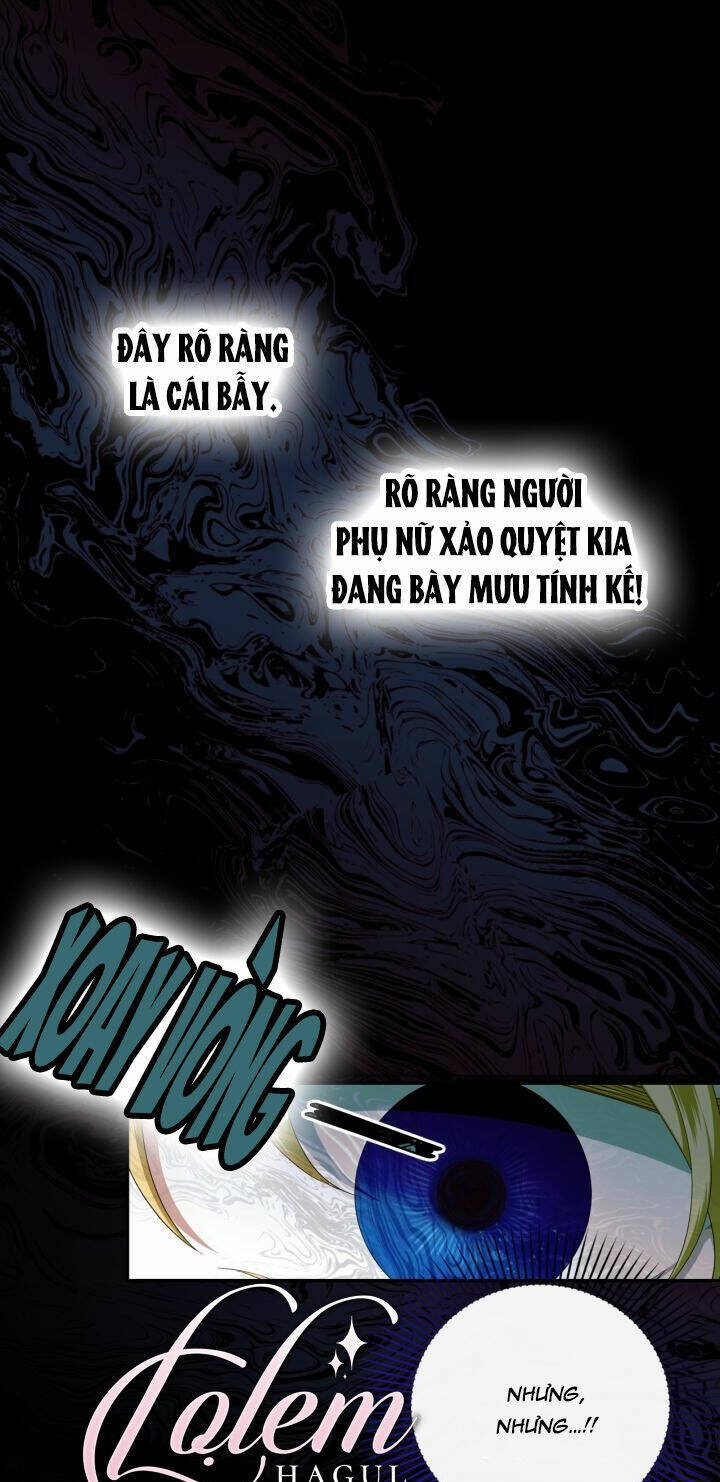 ĐÂY RÕ RÀNG
LÀ CÁI BẪY.
RÕ RÀNG NGƯỜI
PHỤ NỮ XẢO QUYỆT KIA
ĐANG BÀY MƯU TÍNH KẾ!
XOAY VÒNG
NHƯNG,
NHƯNG...!!
Lọlem
HAGUL